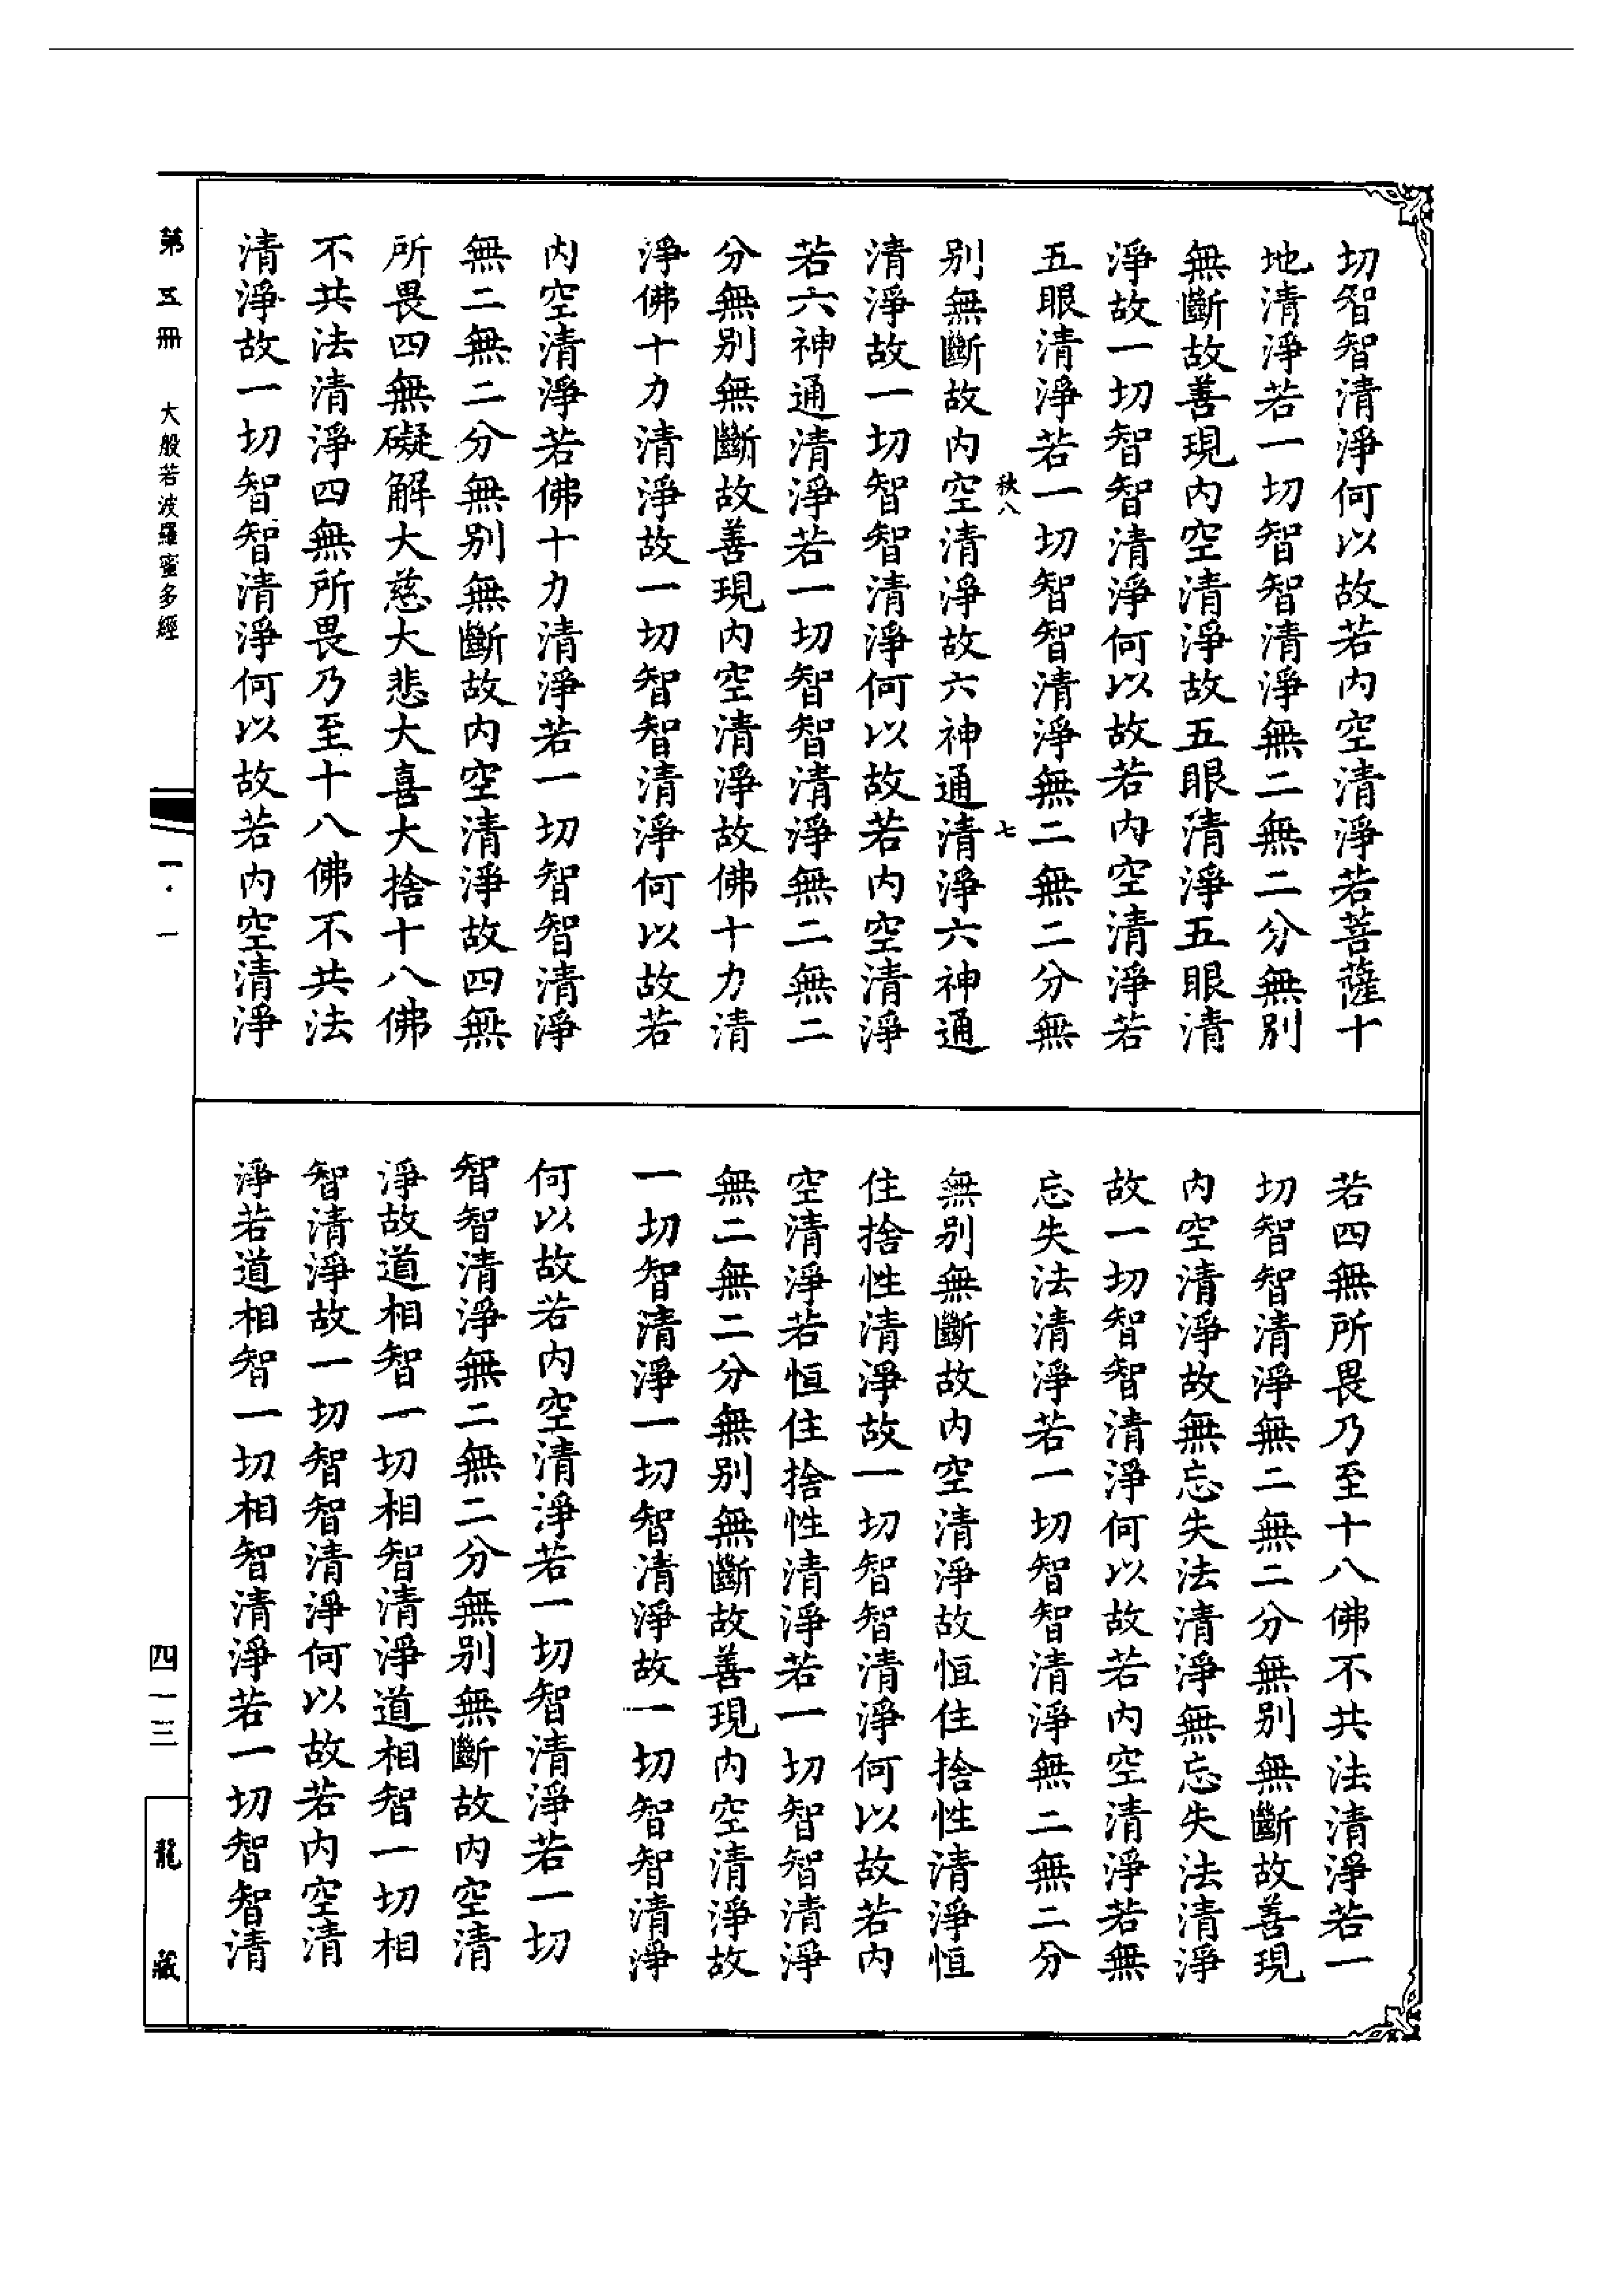 切智智清淨何以故若內空清淨若菩薩十
地清淨若一切智智清淨無二無二分無別
無斷故善現內空清淨故五眼清淨五眼清
淨故一切智智清淨何以故若內空清淨若
五眼清淨若一切智智清淨無二無二分無
秩八 七
別無斷故內空清淨故六神通清淨六神通
清淨故一切智智清淨何以故若內空清淨
若六神通清淨若一切智智清淨無二無二
分無別無斷故善現內空清淨故佛十力清
淨佛十力清淨故一切智智清淨何以故若
內空清淨若佛十力清淨若一切智智清淨
無二無二分無別無斷故內空清淨故四無
所畏四無礙解大慈大悲大喜大捨十八佛
不共法清淨四無所畏乃至十八佛不共法
清淨故一切智智清淨何以故若內空清淨
若四無所畏乃至十八佛不共法清淨若一
切智智清淨無二無二分無別無斷故善現
內空清淨故無忘失法清淨無忘失法清淨
故一切智智清淨何以故若內空清淨若無
忘失法清淨若一切智智清淨無二無二分
無別無斷故內空清淨故恒住捨性清淨恒
住捨性清淨故一切智智清淨何以故若內
空清淨若恒住捨性清淨若一切智智清淨
無二無二分無別無斷故善現內空清淨故
一切智清淨一切智清淨故一切智智清淨
何以故若內空清淨若一切智清淨若一切
智智清淨無二無二分無別無斷故內空清
淨故道相智一切相智清淨道相智一切相
智清淨故一切智智清淨何以故若內空清
淨若道相智一切相智清淨若一切智智清
第五冊 大般若波羅蜜多經 一·一
四一三
龍藏